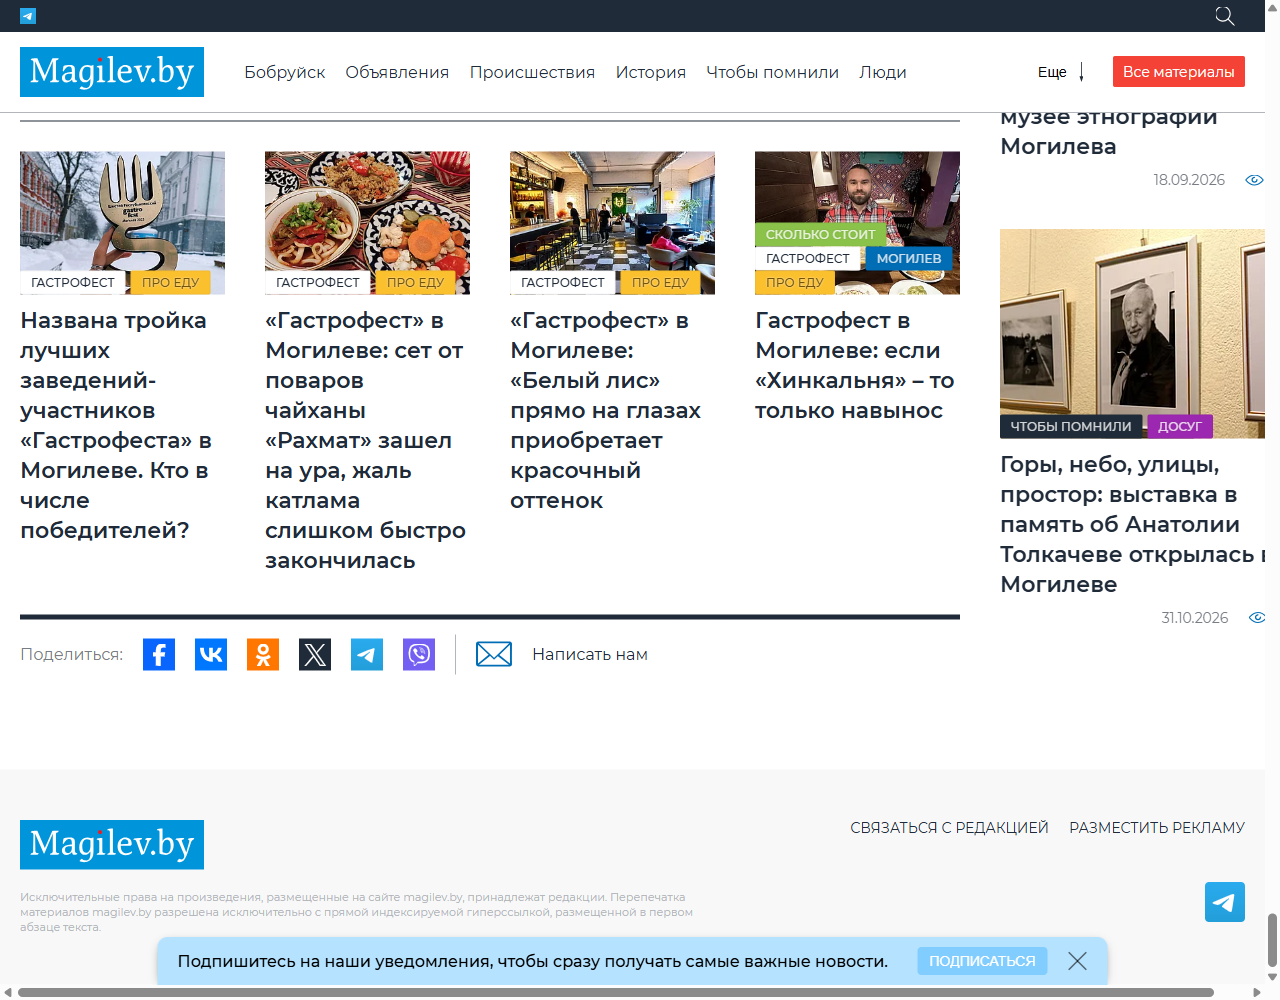 Magilev.by
Бобруйск Объявления Происшествия История Чтобы помнили Люди Еще Все материалы
музее этнографии
Могилева
18.09.2026
ГАСТРОФЕСТ ПРО ЕДУ
Названа тройка
лучших
заведений-
участников
«Гастрофеста» в
Могилеве. Кто в
числе
победителей?
ГАСТРОФЕСТ ПРО ЕДУ
«Гастрофест» в
Могилеве: сет от
поваров
чайханы
«Рахмат» зашел
на ура, жаль
катлама
слишком быстро
закончилась
ГАСТРОФЕСТ ПРО ЕДУ
«Гастрофест» в
Могилеве:
«Белый лис»
прямо на глазах
приобретает
красочный
оттенок
СКОЛЬКО СТОИТ
ГАСТРОФЕСТ МОГИЛЕВ
ПРО ЕДУ
Гастрофест в
Могилеве: если
«Хинкальня» – то
только навынос
ЧТОБЫ ПОМНИЛИ ДОСУГ
Горы, небо, улицы,
простор: выставка в
память об Анатолии
Толкачеве открылась в
Могилеве
31.10.2026
Поделиться: Написать нам
Magilev.by
СВЯЗАТЬСЯ С РЕДАКЦИЕЙ РАЗМЕСТИТЬ РЕКЛАМУ
Исключительные права на произведения, размещенные на сайте magilev.by, принадлежат редакции. Перепечатка
материалов magilev.by разрешена исключительно с прямой индексируемой гиперссылкой, размещенной в первом
абзаце текста.
Подпишитесь на наши уведомления, чтобы сразу получать самые важные новости. ПОДПИСАТЬСЯ